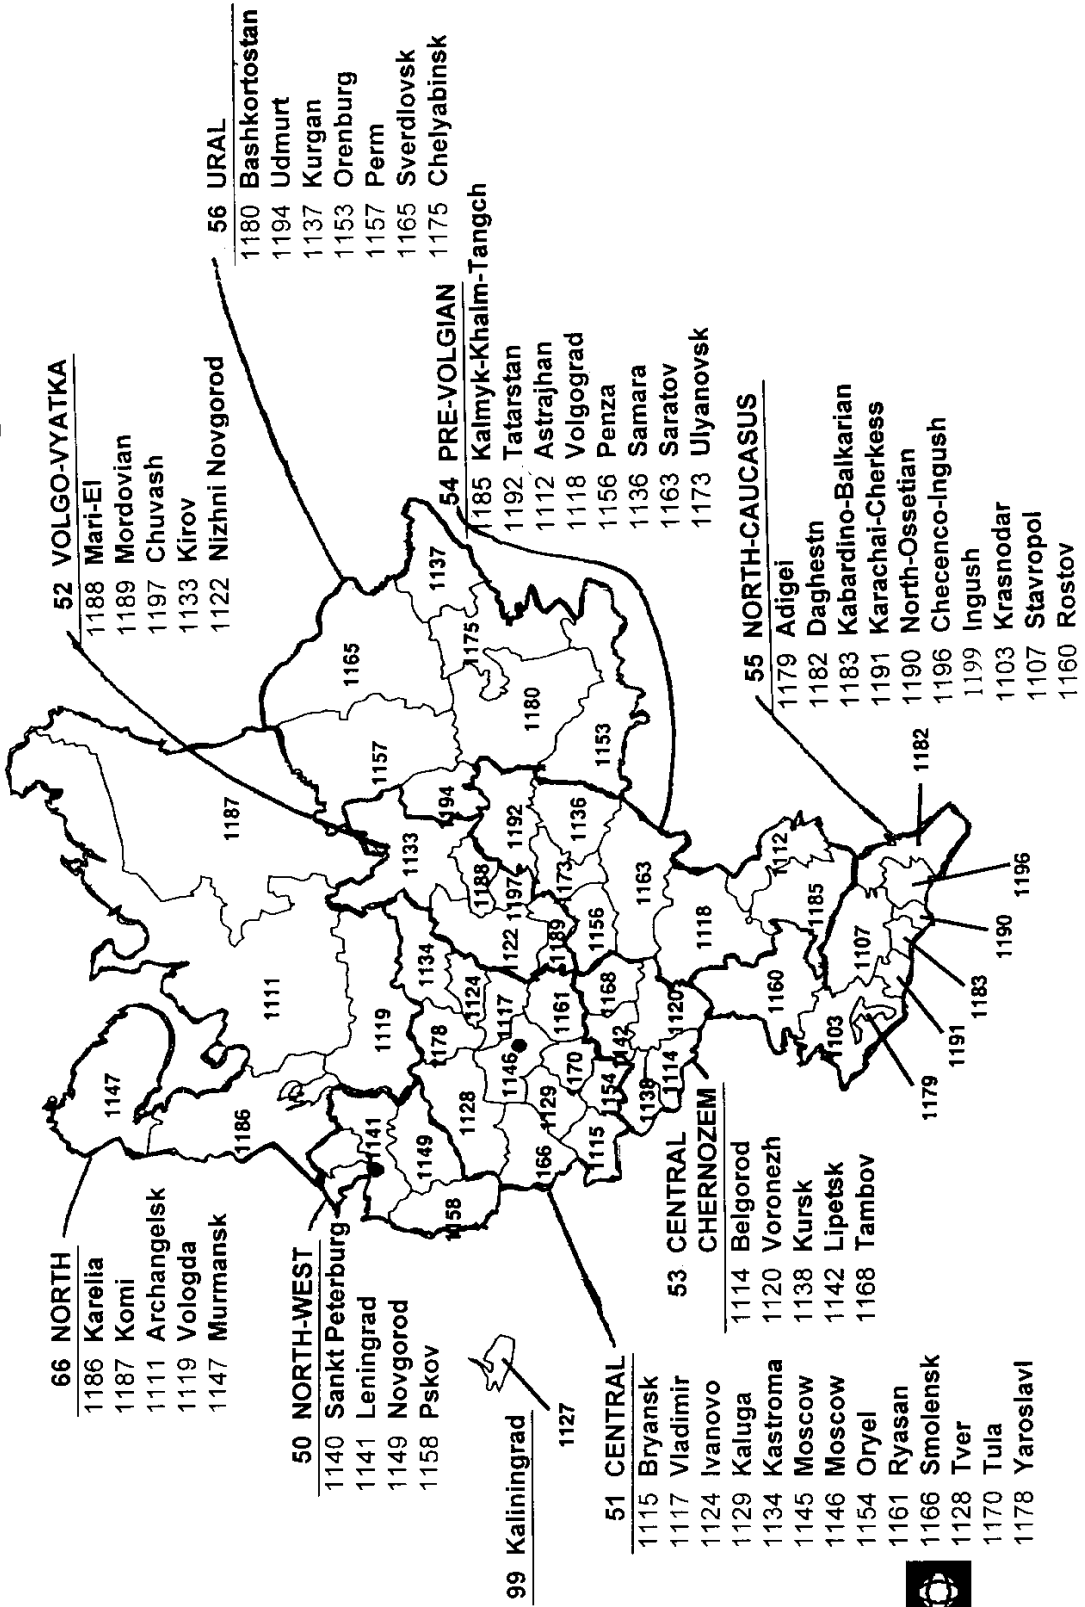 66 NORTH
1186 Karelia
1187 Komi
1111 Archangelsk
1119 Vologda
1147 Murmansk
50 NORTH-WEST
1140 Sankt Peterburg
1141 Leningrad
1149 Novgorod
1158 Pskov
99 Kaliningrad
1127
51 CENTRAL
1115 Bryansk
1117 Vladimir
1124 Ivanovo
1129 Kaluga
1134 Kastroma
1145 Moscow
1146 Moscow
1154 Oryel
1161 Ryasan
1166 Smolensk
1128 Tver
1170 Tula
1178 Yaroslavl
53 CENTRAL
CHERNOZEM
1114 Belgorod
1120 Voronezh
1138 Kursk
1142 Lipetsk
1168 Tambov
52 VOLGO-VYATKA
1188 Mari-El
1189 Mordovian
1197 Chuvash
1133 Kirov
1122 Nizhni Novgorod
56 URAL
1180 Bashkortostan
1194 Udmurt
1137 Kurgan
1153 Orenburg
1157 Perm
1165 Sverdlovsk
1175 Chelyabinsk
54 PRE-VOLGIAN
1185 Kalmyk-Khalm-Tangch
1192 Tatarstan
1112 Astrajhan
1118 Volgograd
1156 Penza
1136 Samara
1163 Saratov
1173 Ulyanovsk
55 NORTH-CAUCASUS
1179 Adigei
1182 Daghestn
1183 Kabardino-Balkarian
1191 Karachai-Cherkess
1190 North-Ossetian
1196 Checenco-Ingush
1199 Ingush
1103 Krasnodar
1107 Stavropol
1160 Rostov
1147
1186
1111
1187
1119
1141
1149
1158
1128
1178
1134
1124
1117
1146
166
1129
1115
1170
1161
1154
1138
1114
1142
1168
1120
1133
1122
1188
1197
1189
1194
1157
1165
1137
1175
1180
1153
1192
1136
173
1156
1163
1118
1112
1185
1160
1103
1107
1179
1191
1183
1190
1196
1182